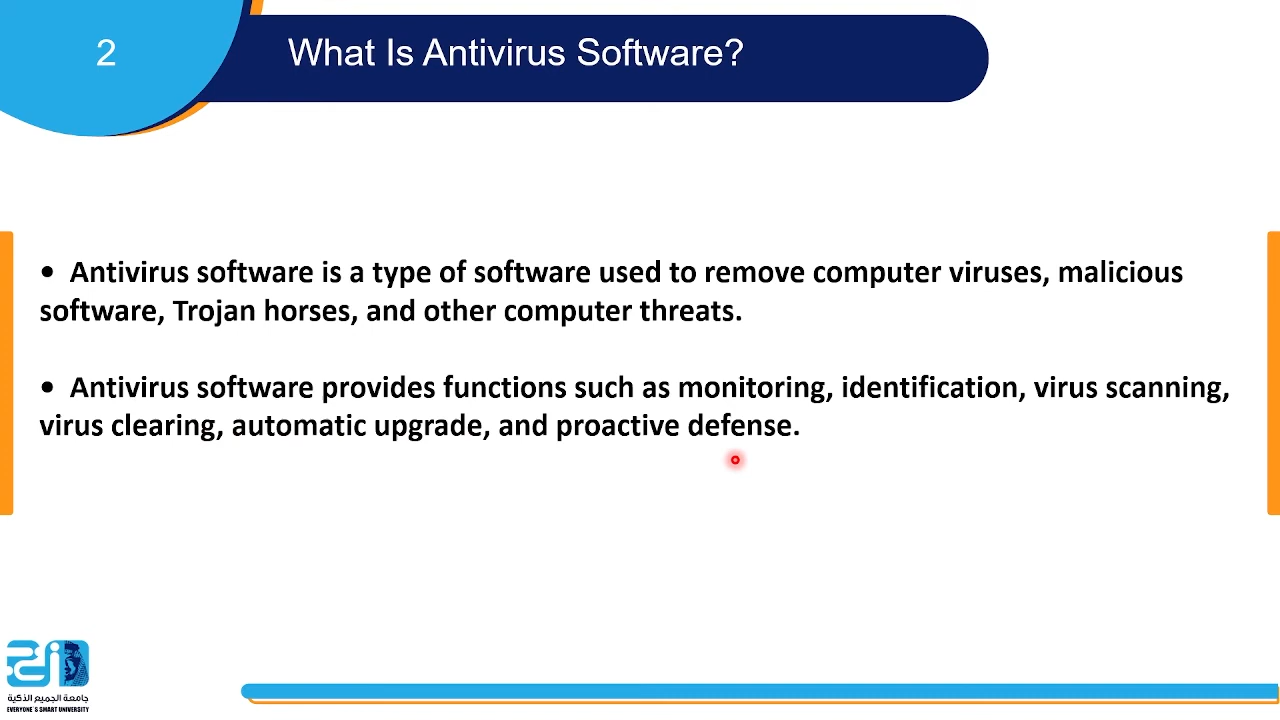 2
What Is Antivirus Software?
• Antivirus software is a type of software used to remove computer viruses, malicious
software, Trojan horses, and other computer threats.
• Antivirus software provides functions such as monitoring, identification, virus scanning,
virus clearing, automatic upgrade, and proactive defense.
جامعة الجميع الذكية
EVERYONE'S SMART UNIVERSITY